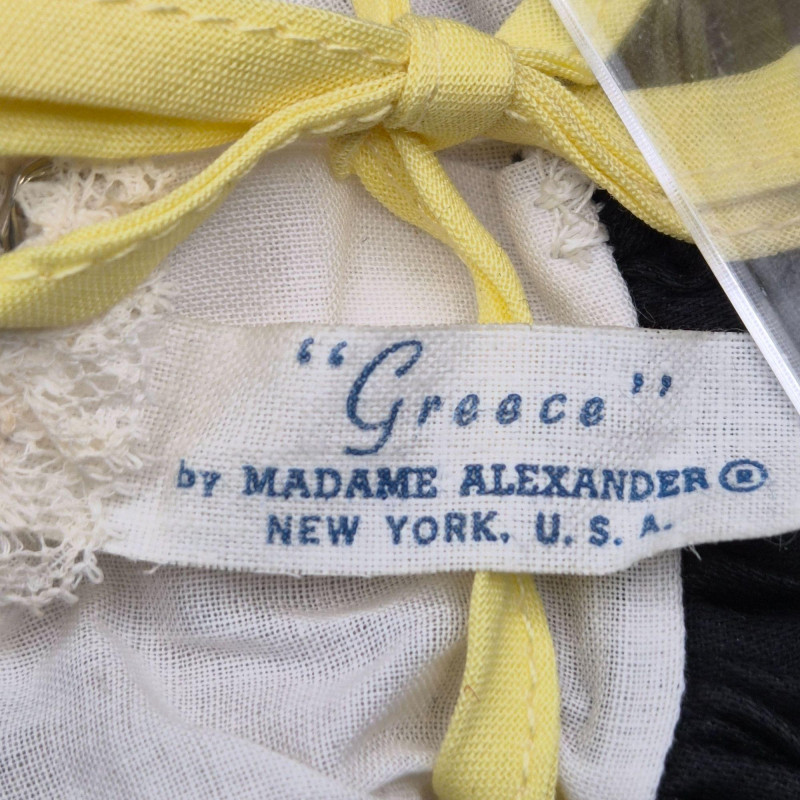 "Greece"
by MADAME ALEXANDER®
NEW YORK, U.S.A.